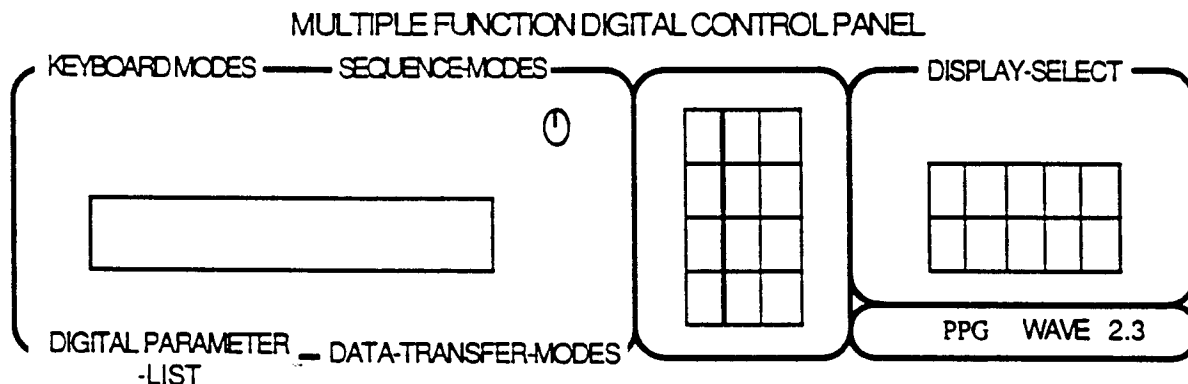 MULTIPLE FUNCTION DIGITAL CONTROL PANEL
KEYBOARD MODES
SEQUENCE-MODES
DISPLAY-SELECT
DIGITAL PARAMETER
-LIST
DATA-TRANSFER-MODES
PPG WAVE 2.3